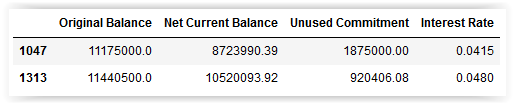 Original Balance Net Current Balance Unused Commitment Interest Rate
1047 11175000.0 8723990.39 1875000.00 0.0415
1313 11440500.0 10520093.92 920406.08 0.0480